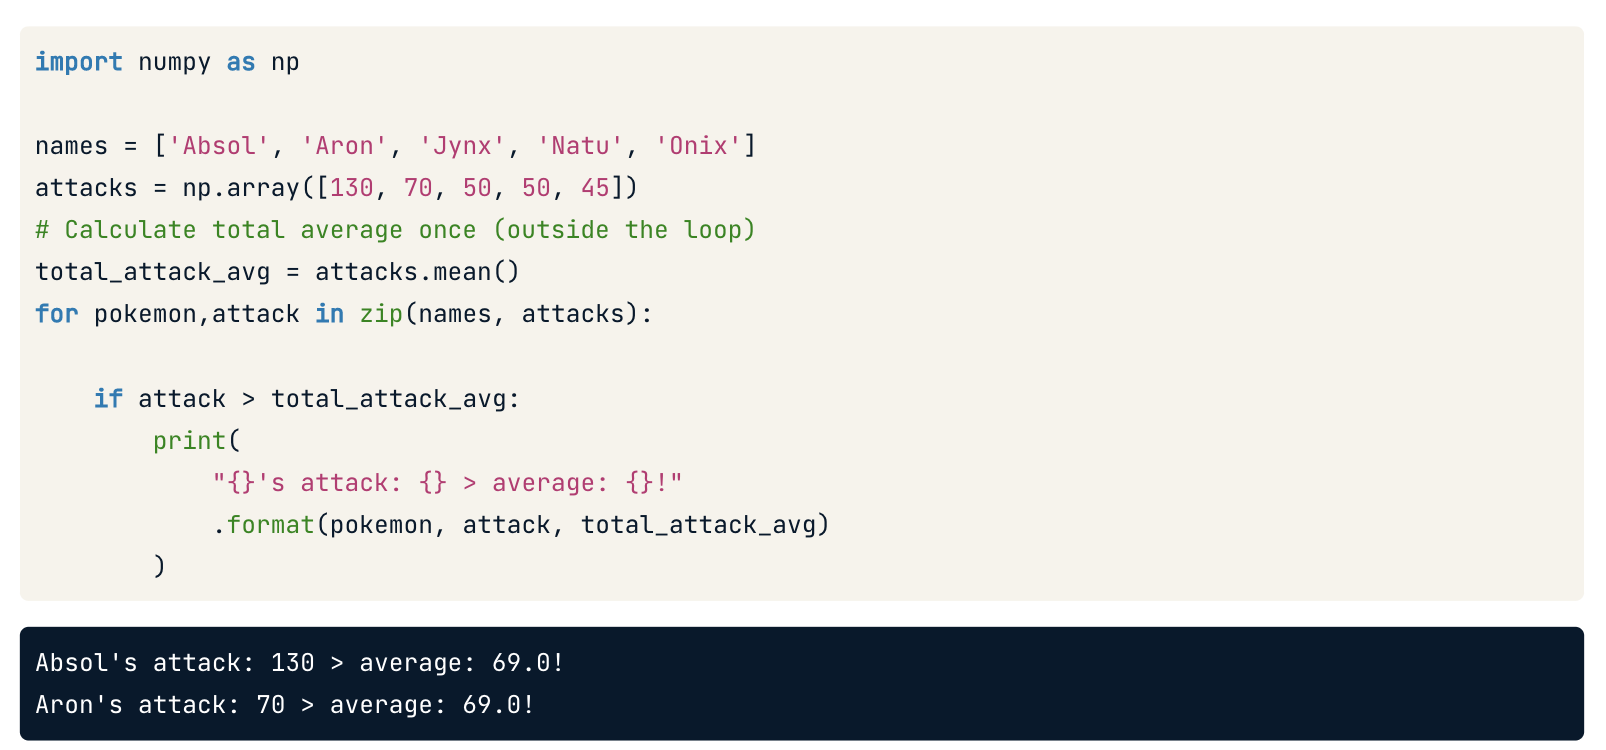 import numpy as np
names = ['Absol', 'Aron', 'Jynx', 'Natu', 'Onix']
attacks = np.array([130, 70, 50, 50, 45])
# Calculate total average once (outside the loop)
total_attack_avg = attacks.mean()
for pokemon,attack in zip(names, attacks):
    if attack > total_attack_avg:
        print(
            "{}'s attack: {} > average: {}!"
            .format(pokemon, attack, total_attack_avg)
        )
Absol's attack: 130 > average: 69.0!
Aron's attack: 70 > average: 69.0!